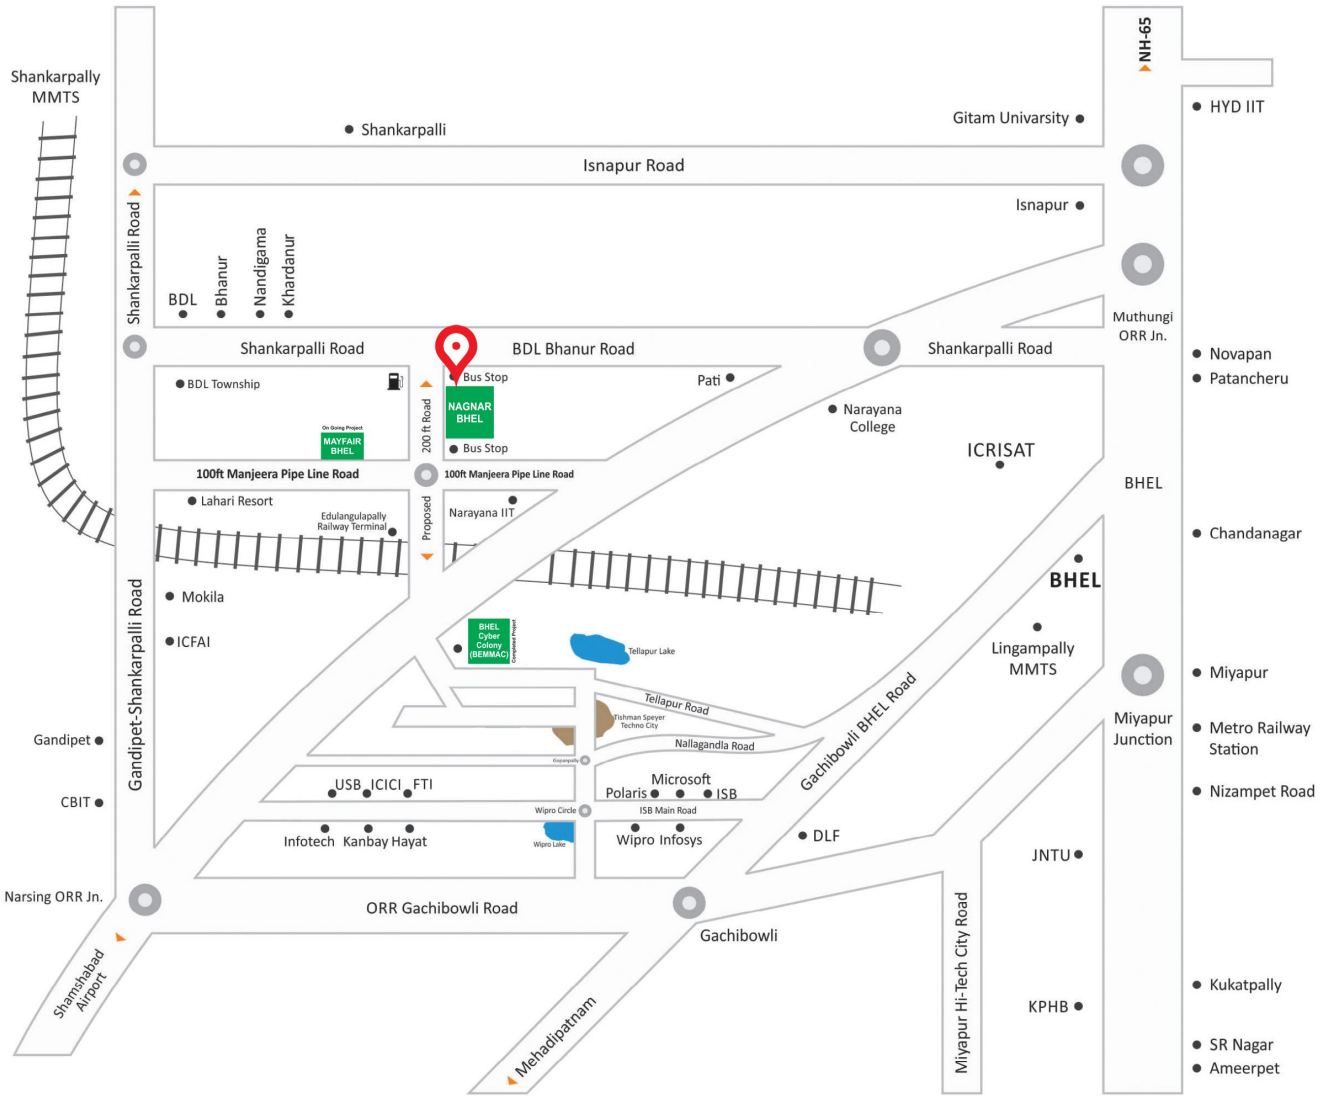 NH-65
Shankarpally
MMTS
HYD IIT
Gitam Univarsity
Shankarpalli
Isnapur Road
Isnapur
Shankarpalli Road
BDL
Bhanur
Nandigama
Khardanur
Muthungi
ORR Jn.
Shankarpalli Road
BDL Bhanur Road
Shankarpalli Road
Novapan
Patancheru
BDL Township
Bus Stop
Pati
200 ft Road
NAGNAR
BHEL
Narayana
College
On Going Project
MAYFAIR
BHEL
Bus Stop
ICRISAT
100ft Manjeera Pipe Line Road
100ft Manjeera Pipe Line Road
BHEL
Lahari Resort
Edulangulapally
Railway Terminal
Proposed
Narayana IIT
Chandanagar
BHEL
Mokila
ICFAI
BHEL
Cyber
Colony
(BEMMAC)
Completed Project
Tellapur Lake
Lingampally
MMTS
Miyapur
Gandipet-Shankarpalli Road
Tellapur Road
Tishman Speyer
Techno City
Nallagandla Road
Gachibowli BHEL Road
Miyapur
Junction
Metro Railway
Station
Gandipet
USB
ICICI
FTI
Microsoft
Polaris
ISB
Nizampet Road
CBIT
Wipro Circle
ISB Main Road
Infotech
Kanbay
Hayat
Wipro Lake
Wipro
Infosys
DLF
JNTU
Narsing ORR Jn.
ORR Gachibowli Road
Gachibowli
Miyapur Hi-Tech City Road
Shamshabad
Airport
Mehadipatnam
Kukatpally
KPHB
SR Nagar
Ameerpet